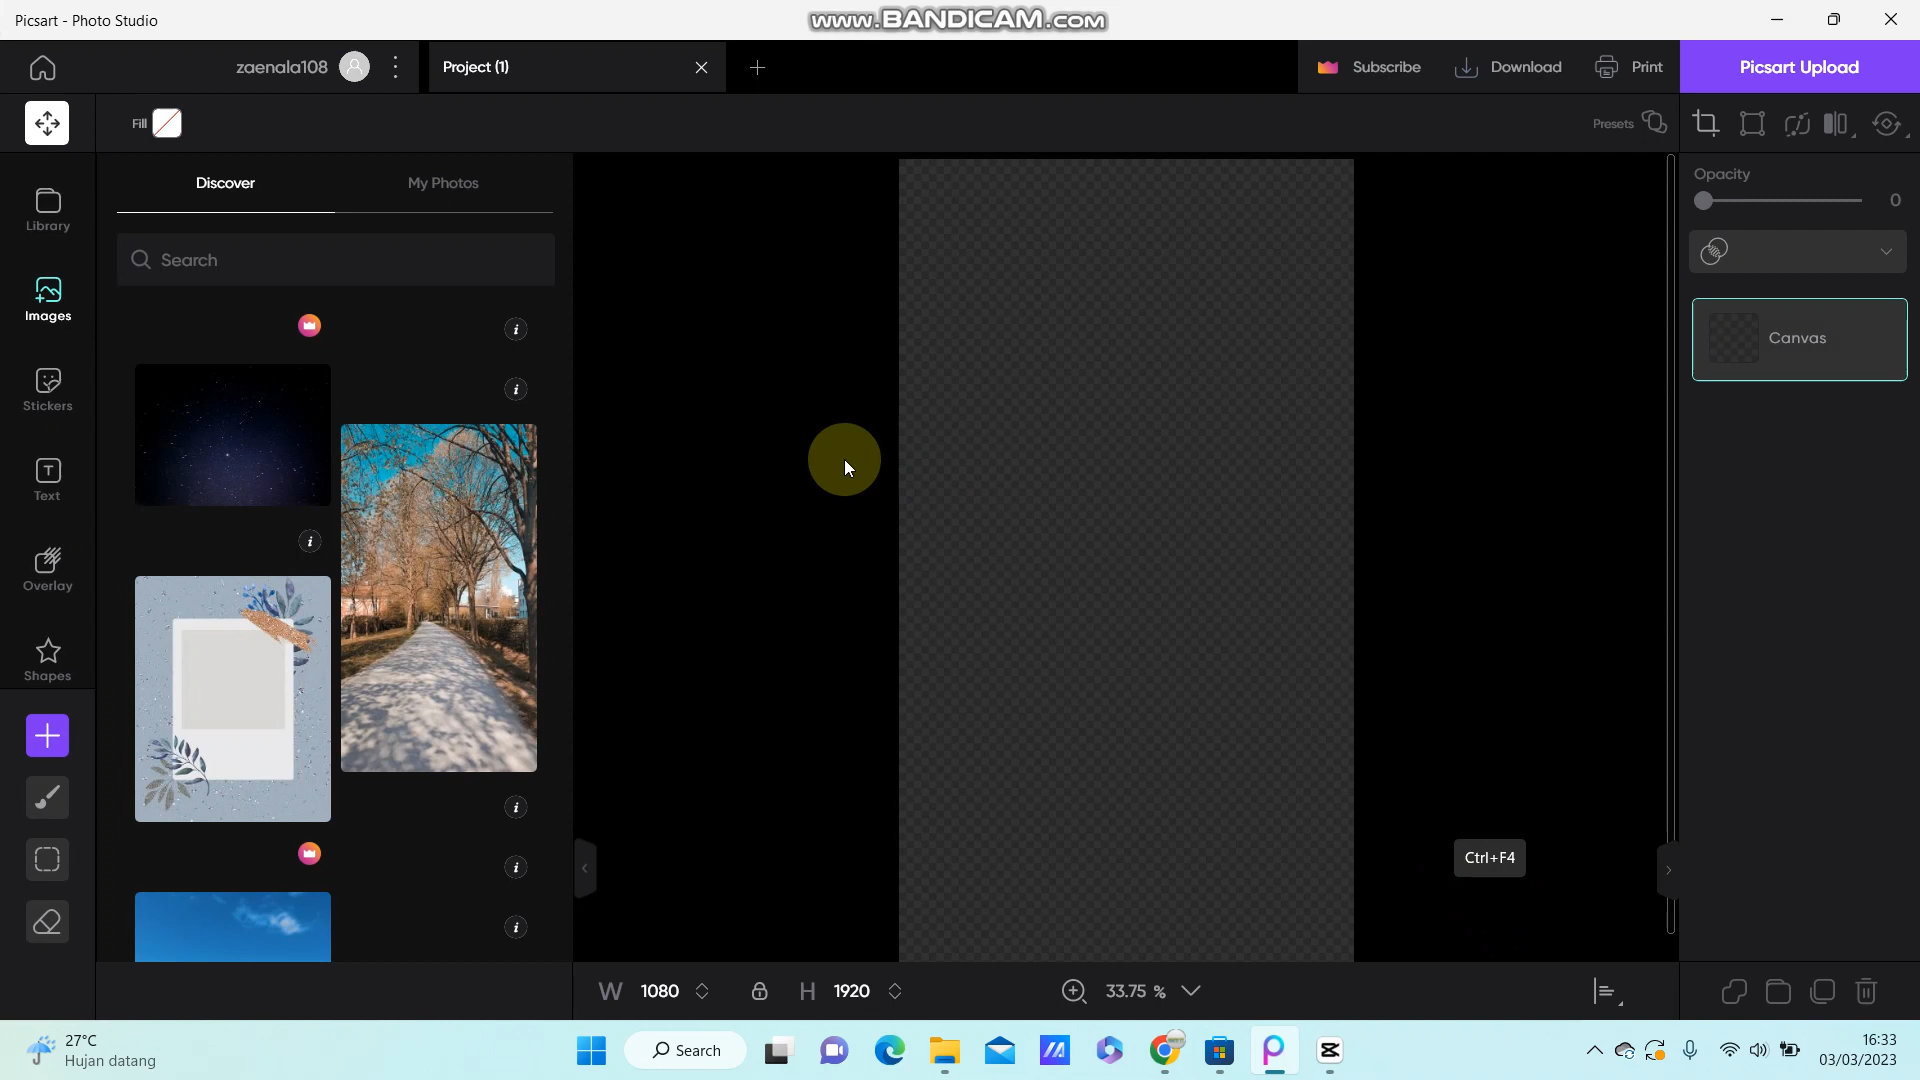 Picsart - Photo Studio
www.BANDICAM.com
zaenala108
Project (1)
Subscribe
Download
Print
Picsart Upload
Fill
Presets
Discover
My Photos
Search
Library
Images
Stickers
Text
Overlay
Shapes
Opacity
0
Canvas
Ctrl+F4
W 1080
H 1920
33.75 %
27°C
Hujan datang
Search
16:33
03/03/2023